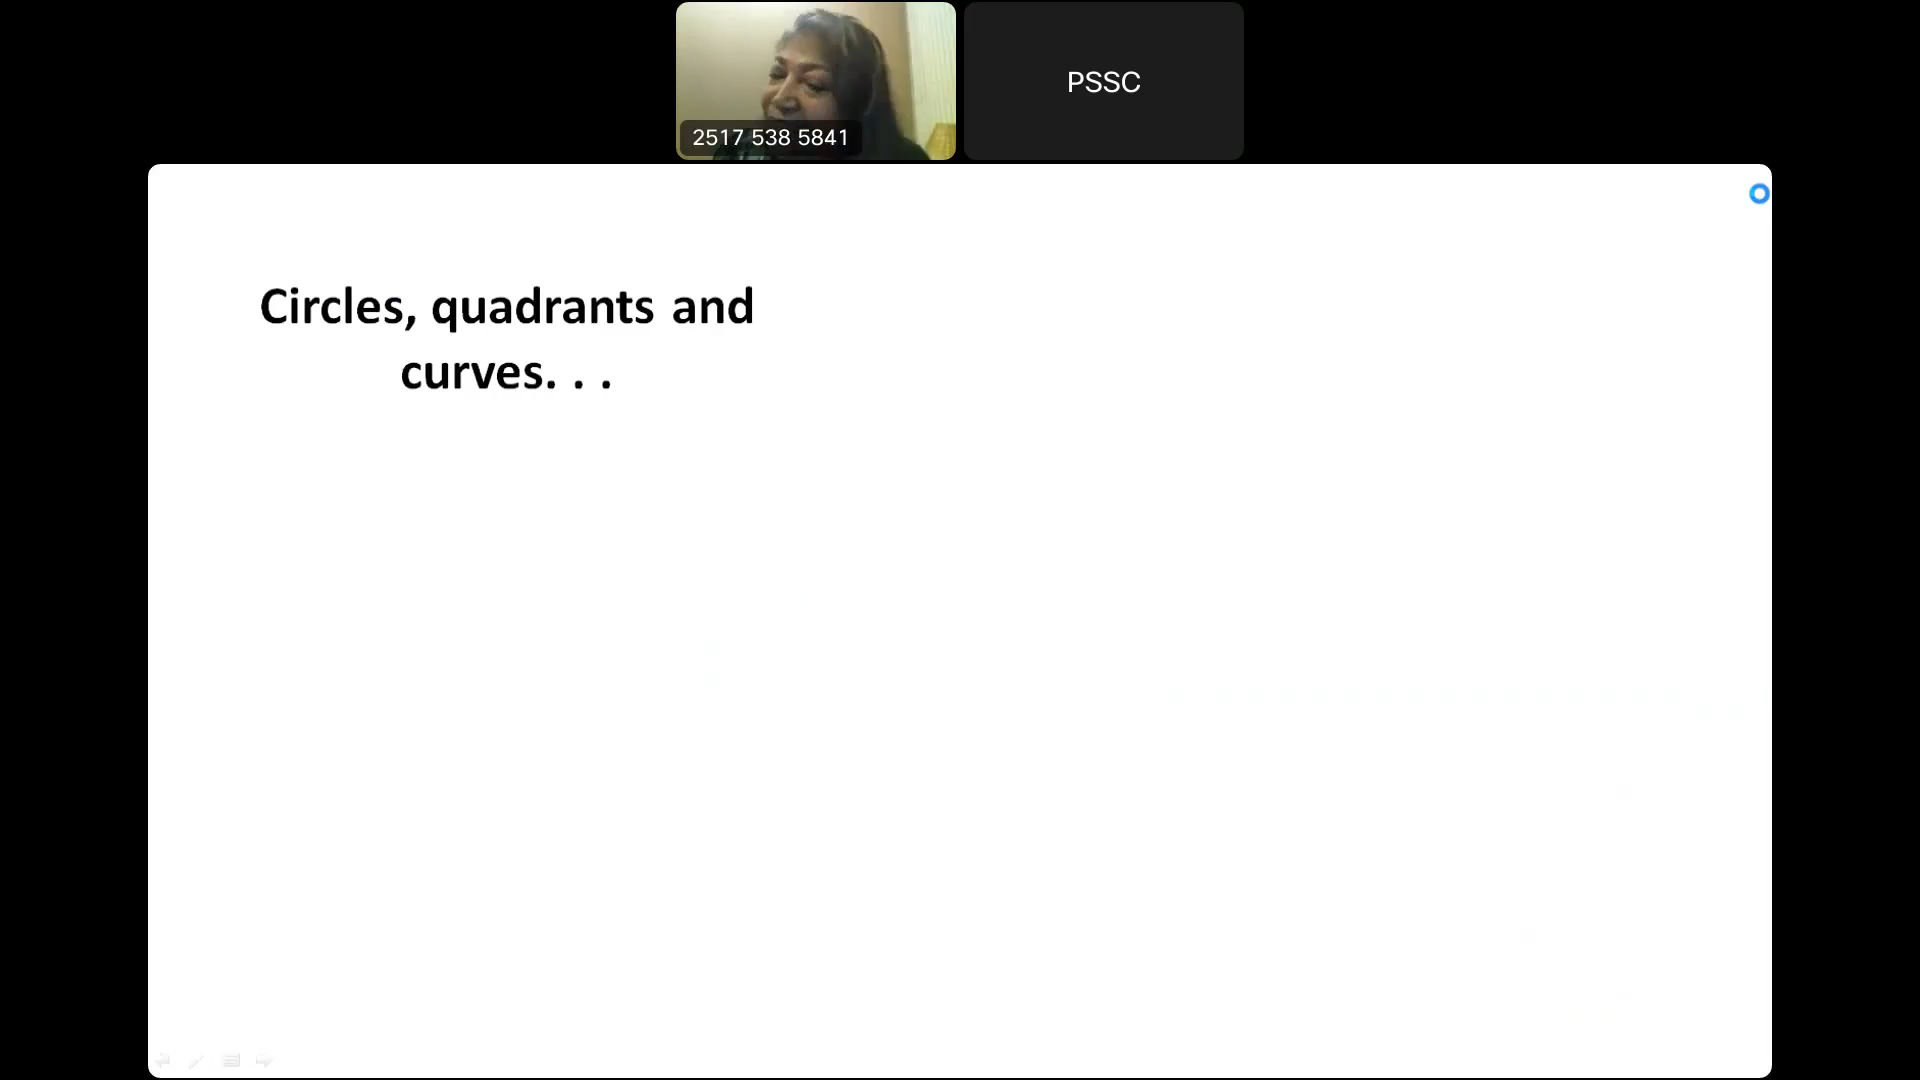 2517 538 5841
PSSC
Circles, quadrants and
curves. . .